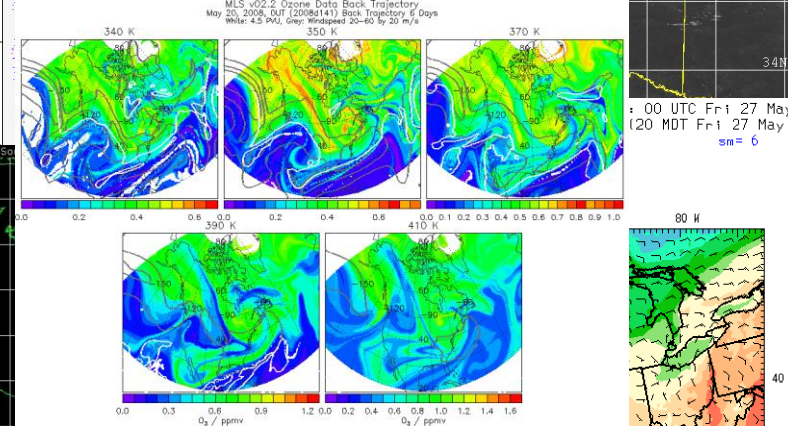 MLS v02.2 Ozone Data Back Trajectory
May 20, 2008, 0UT (2008d141) Back Trajectory 6 Days
White: 4.5 PVU, Grey: Windspeed 20-60 by 20 m/s
340 K
350 K
370 K
34N
: 00 UTC Fri 27 May
(20 MDT Fri 27 May
sm= 6
0.0 0.2 0.4 0.6
0.0 0.2 0.4 0.6
0.0 0.1 0.2 0.3 0.4 0.5 0.6 0.7 0.8 0.9 1.0
390 K
410 K
80 W
40
0.0 0.3 0.6 0.9 1.2
0.0 0.2 0.4 0.6 0.8 1.0 1.2 1.4 1.6
O3 / ppmv
O3 / ppmv